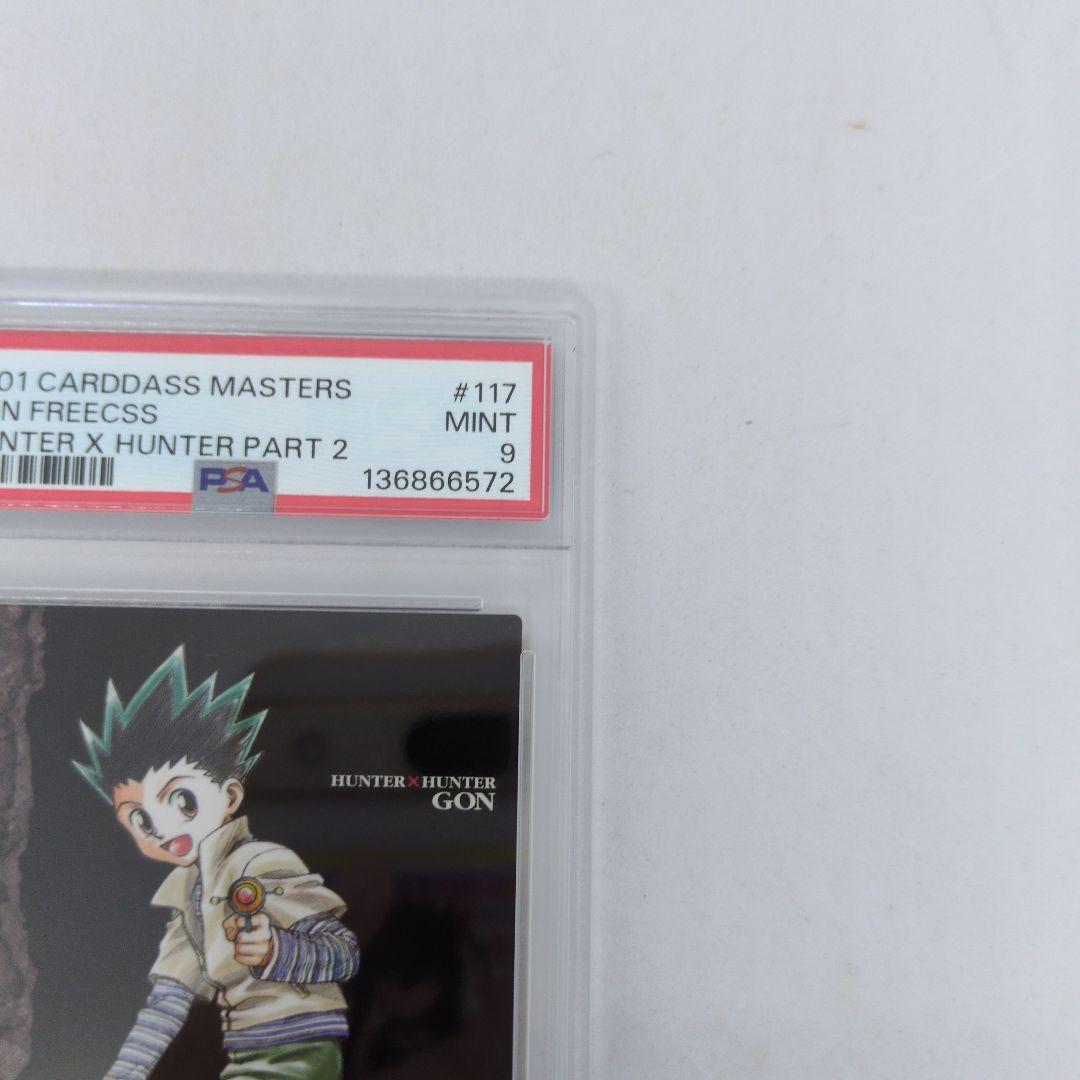 01 CARDDASS MASTERS #117
N FREECSS MINT
NTER X HUNTER PART 2 9
PSA 136866572
HUNTER×HUNTER
GON